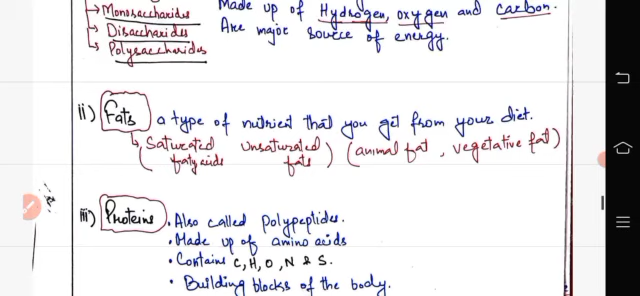 → Monosaccharides Made up of Hydrogen, oxygen and carbon.
→ Disaccharides Are major source of energy.
→ Polysaccharides
ii) Fats a type of nutrient that you get from your diet.
↳ (Saturated fatty acids Unsaturated fats) (animal fat, vegetative fat)
iii) Proteins • Also called Polypeptides.
• Made up of amino acids
• Contains C, H, O, N & S.
• Building blocks of the body.